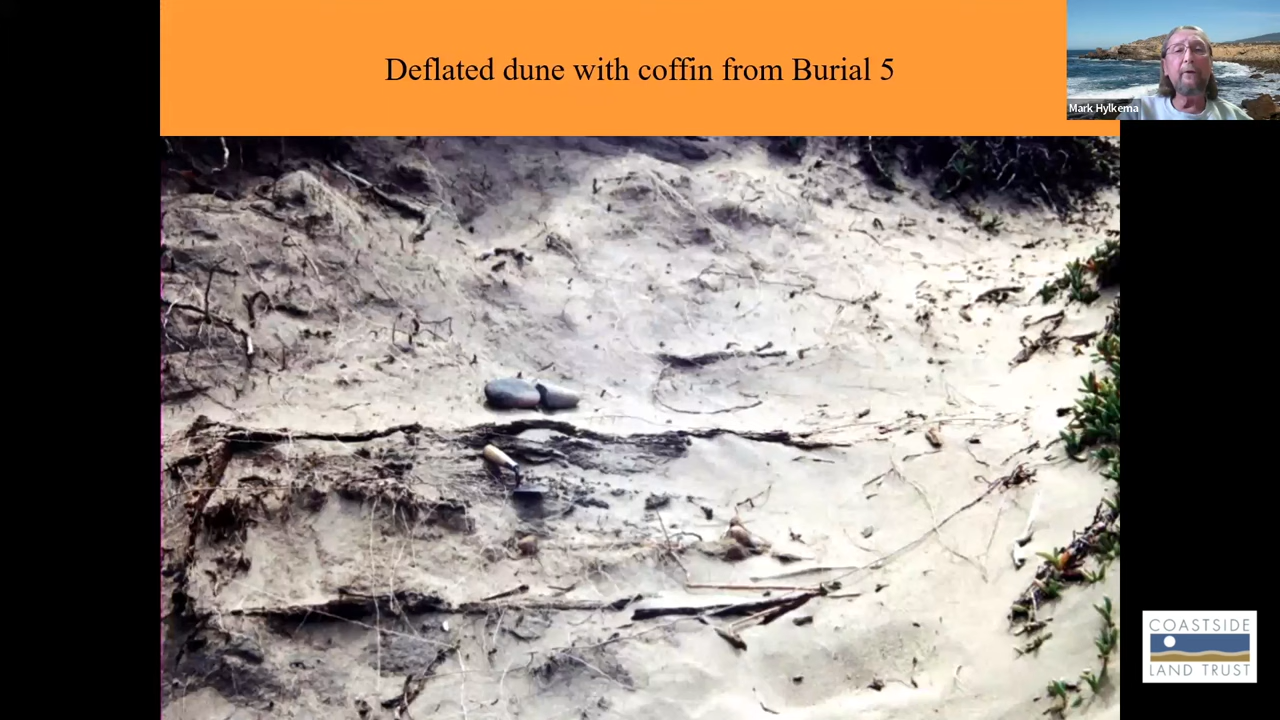 Deflated dune with coffin from Burial 5
Mark Hylkema
COASTSIDE
LAND TRUST